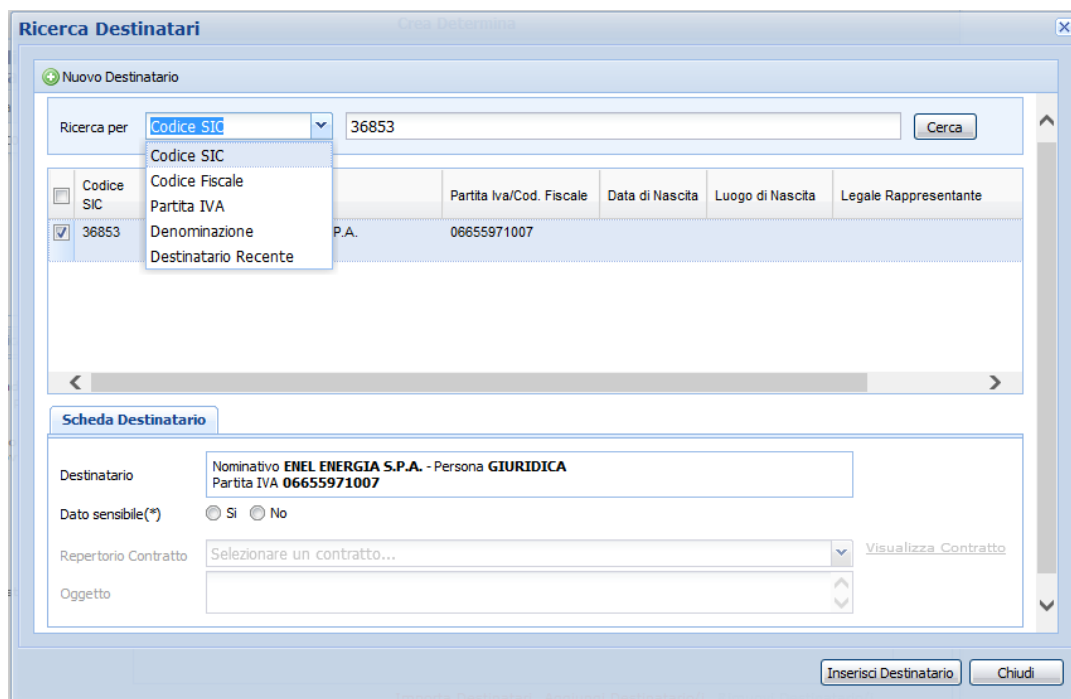 Crea Determina
Ricerca Destinatari
Nuovo Destinatario
Ricerca per Codice SIC 36853 Cerca
Codice SIC
Codice Fiscale
Partita IVA
Denominazione
Destinatario Recente
Codice SIC Partita Iva/Cod. Fiscale Data di Nascita Luogo di Nascita Legale Rappresentante
36853 P.A. 06655971007
Scheda Destinatario
Destinatario Nominativo ENEL ENERGIA S.P.A. - Persona GIURIDICA
Partita IVA 06655971007
Dato sensibile(*) Si No
Repertorio Contratto Selezionare un contratto... Visualizza Contratto
Oggetto
Inserisci Destinatario Chiudi